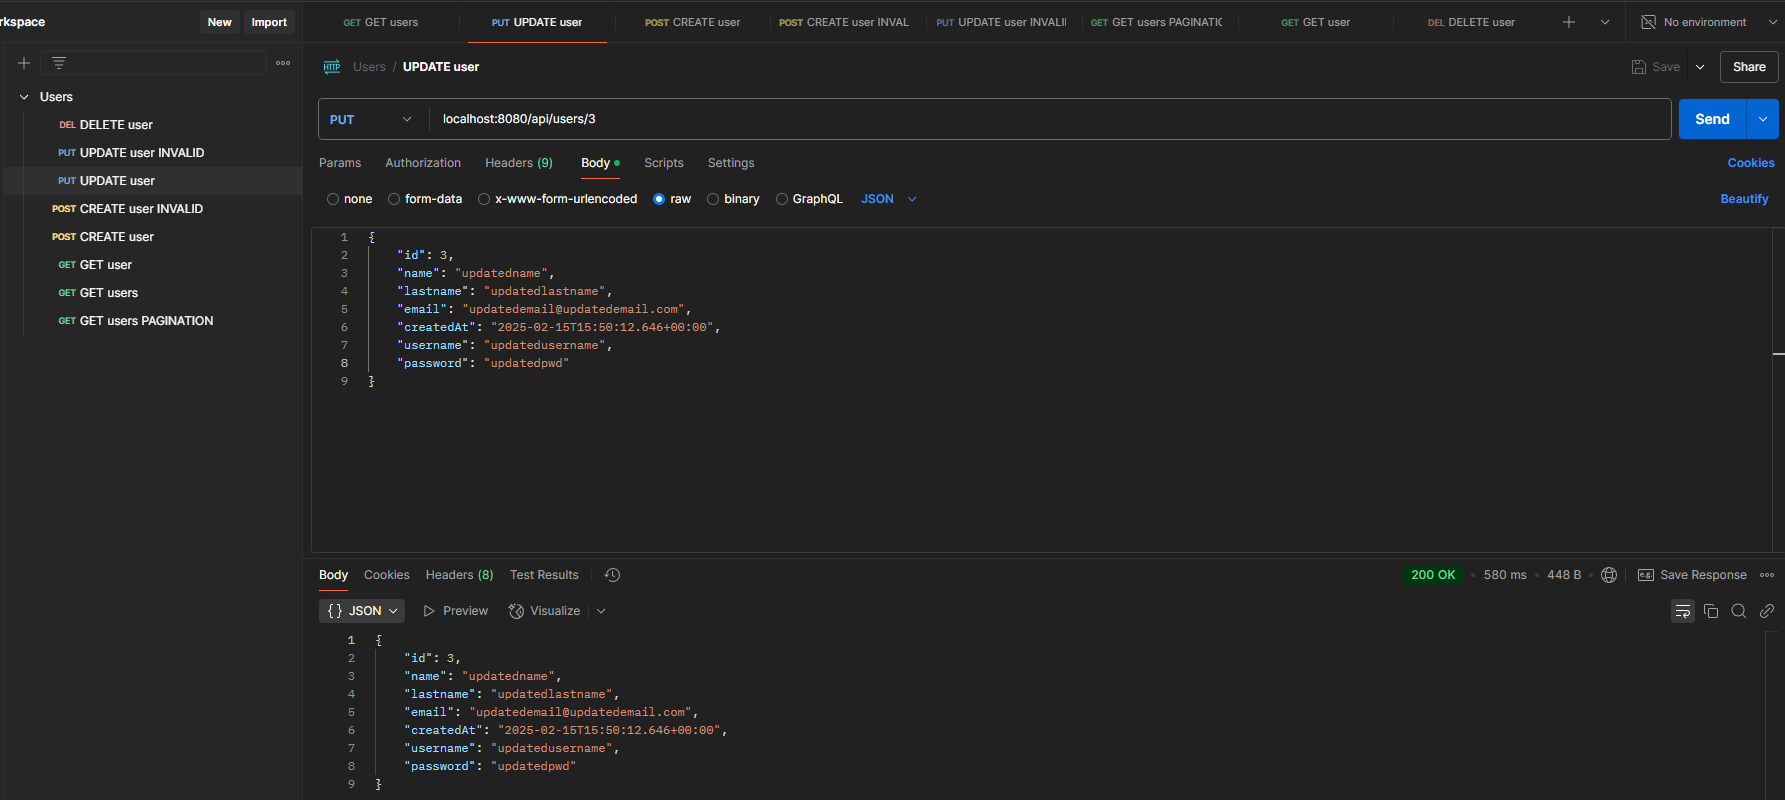 rkspace
New
Import
GET GET users
PUT UPDATE user
POST CREATE user
POST CREATE user INVAL
PUT UPDATE user INVALI
GET GET users PAGINATIC
GET GET user
DEL DELETE user
No environment
HTTP
Users / UPDATE user
Save
Share
Users
DEL DELETE user
PUT UPDATE user INVALID
PUT UPDATE user
POST CREATE user INVALID
POST CREATE user
GET GET user
GET GET users
GET GET users PAGINATION
PUT
localhost:8080/api/users/3
Send
Params
Authorization
Headers (9)
Body
Scripts
Settings
Cookies
none
form-data
x-www-form-urlencoded
raw
binary
GraphQL
JSON
Beautify
1 {
2 "id": 3,
3 "name": "updatedname",
4 "lastname": "updatedlastname",
5 "email": "updatedemail@updatedemail.com",
6 "createdAt": "2025-02-15T15:50:12.646+00:00",
7 "username": "updatedusername",
8 "password": "updatedpwd"
9 }
Body
Cookies
Headers (8)
Test Results
200 OK
580 ms
448 B
e.g.
Save Response
{ } JSON
Preview
Visualize
1 {
2 "id": 3,
3 "name": "updatedname",
4 "lastname": "updatedlastname",
5 "email": "updatedemail@updatedemail.com",
6 "createdAt": "2025-02-15T15:50:12.646+00:00",
7 "username": "updatedusername",
8 "password": "updatedpwd"
9 }